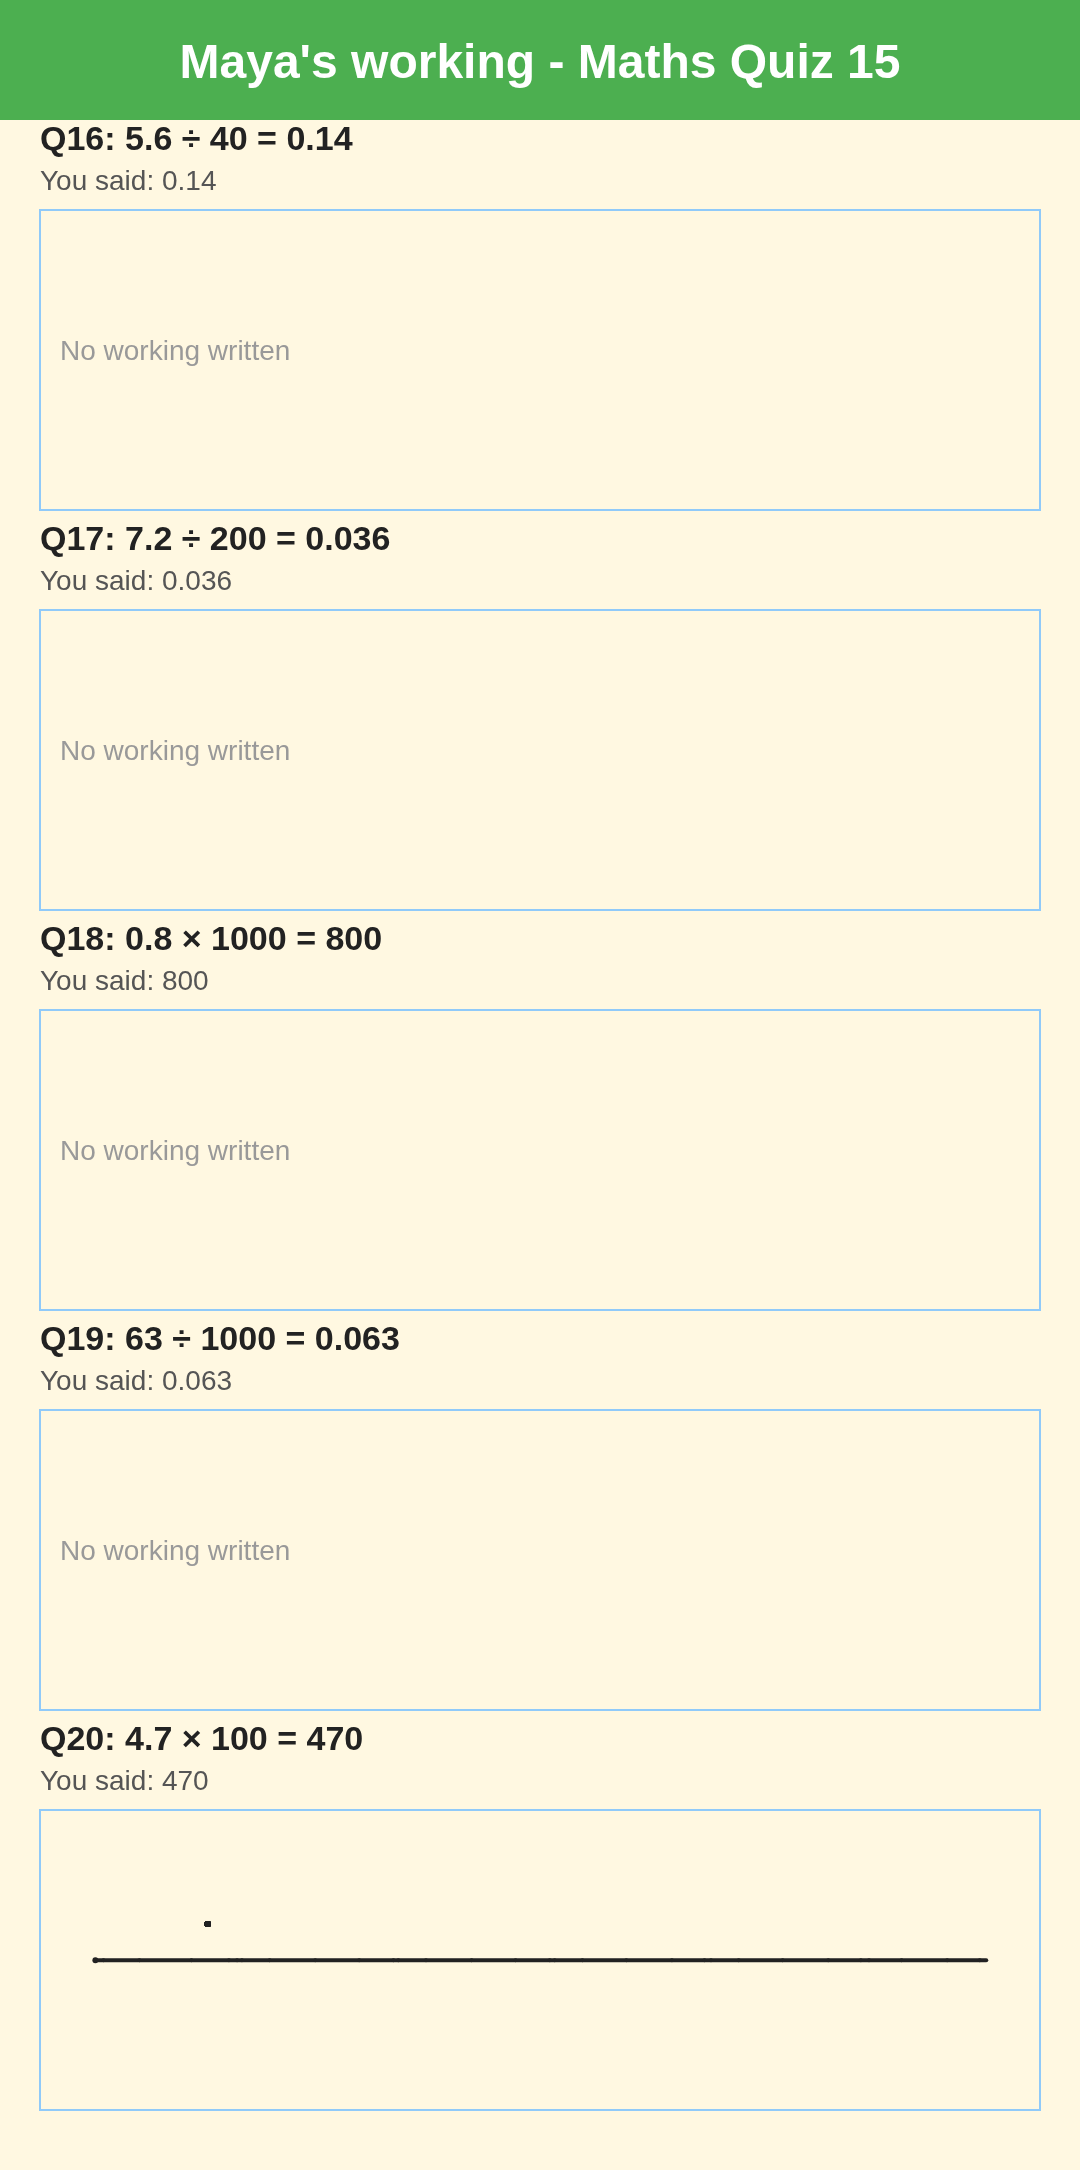 Maya's working - Maths Quiz 15
Q16: 5.6 ÷ 40 = 0.14
You said: 0.14
No working written
Q17: 7.2 ÷ 200 = 0.036
You said: 0.036
No working written
Q18: 0.8 × 1000 = 800
You said: 800
No working written
Q19: 63 ÷ 1000 = 0.063
You said: 0.063
No working written
Q20: 4.7 × 100 = 470
You said: 470